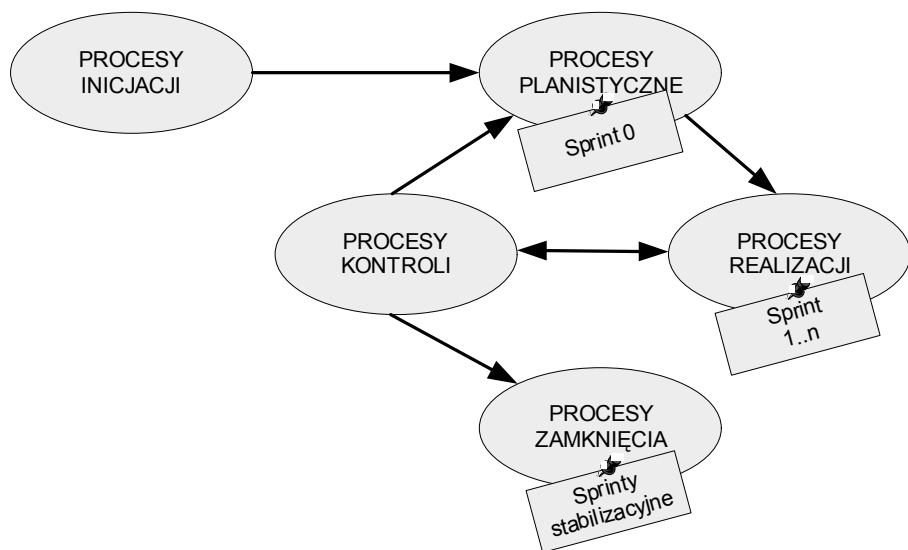 PROCESY
INICJACJI
PROCESY
PLANISTYCZNE
Sprint 0
PROCESY
KONTROLI
PROCESY
REALIZACJI
Sprint
1..n
PROCESY
ZAMKNIĘCIA
Sprinty
stabilizacyjne